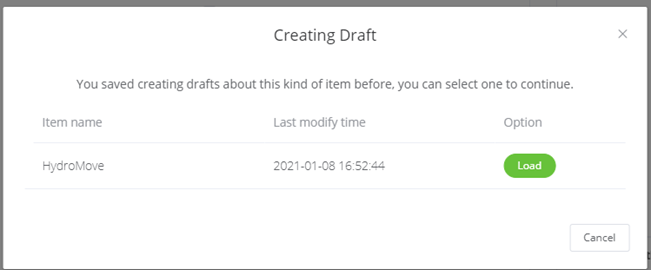 Creating Draft
You saved creating drafts about this kind of item before, you can select one to continue.
Item name Last modify time Option
HydroMove 2021-01-08 16:52:44 Load
Cancel